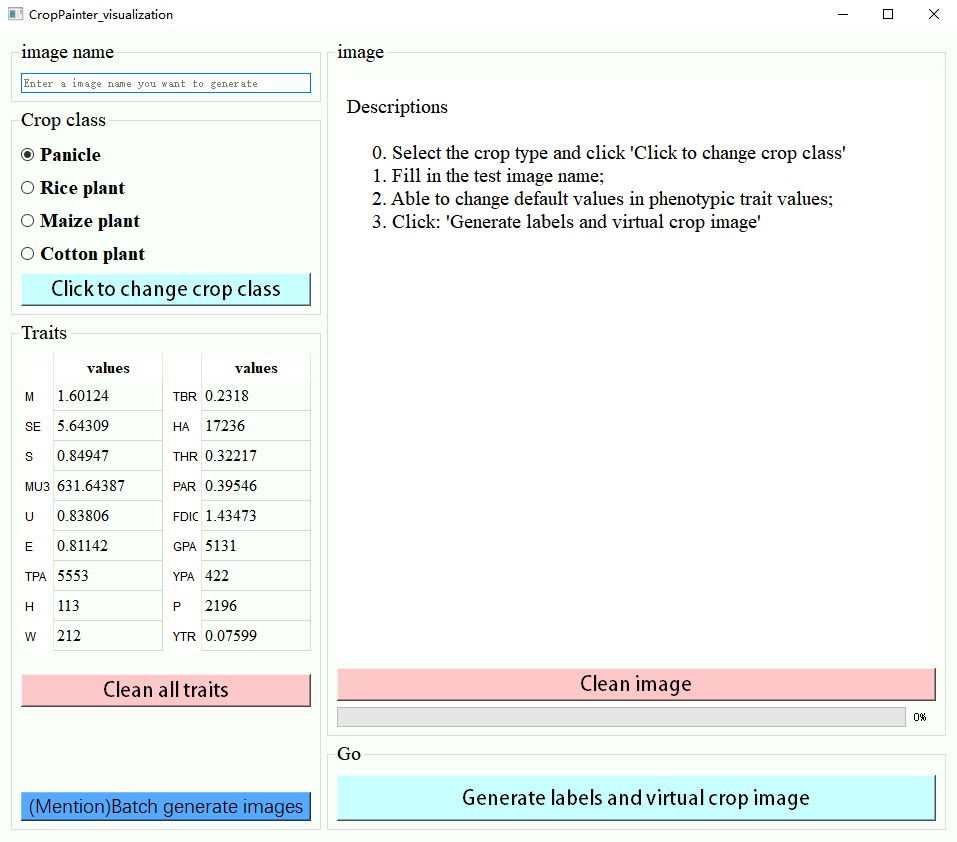 CropPainter_visualization
image name
Enter a image name you want to generate
Crop class
Panicle
Rice plant
Maize plant
Cotton plant
Click to change crop class
Traits
values values
M 1.60124 TBR 0.2318
SE 5.64309 HA 17236
S 0.84947 THR 0.32217
MU3 631.64387 PAR 0.39546
U 0.83806 FDIC 1.43473
E 0.81142 GPA 5131
TPA 5553 YPA 422
H 113 P 2196
W 212 YTR 0.07599
Clean all traits
(Mention)Batch generate images
image
Descriptions
0. Select the crop type and click 'Click to change crop class'
1. Fill in the test image name;
2. Able to change default values in phenotypic trait values;
3. Click: 'Generate labels and virtual crop image'
Clean image
0%
Go
Generate labels and virtual crop image